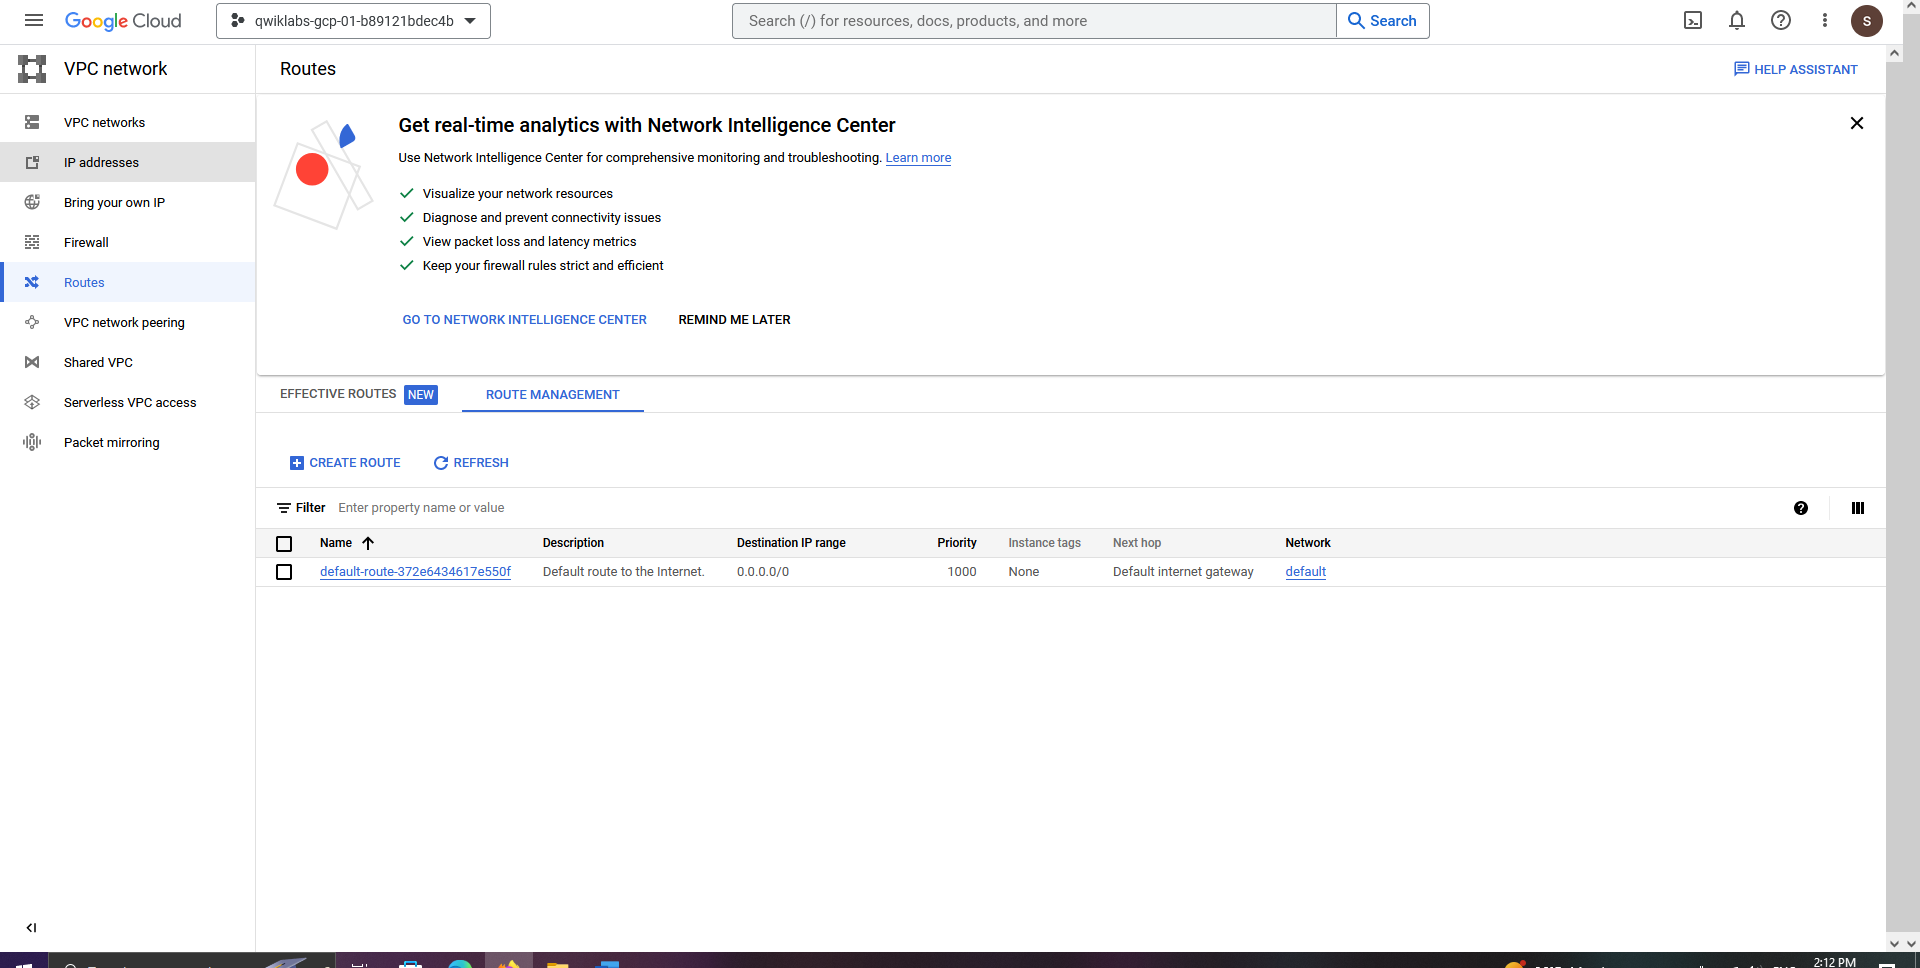 Google Cloud
qwiklabs-gcp-01-b89121bdec4b
Search (/) for resources, docs, products, and more
Search
S
VPC network
Routes
HELP ASSISTANT
VPC networks
IP addresses
Bring your own IP
Firewall
Routes
VPC network peering
Shared VPC
Serverless VPC access
Packet mirroring
Get real-time analytics with Network Intelligence Center
Use Network Intelligence Center for comprehensive monitoring and troubleshooting. Learn more
Visualize your network resources
Diagnose and prevent connectivity issues
View packet loss and latency metrics
Keep your firewall rules strict and efficient
GO TO NETWORK INTELLIGENCE CENTER REMIND ME LATER
EFFECTIVE ROUTES NEW ROUTE MANAGEMENT
CREATE ROUTE REFRESH
Filter Enter property name or value
Name Description Destination IP range Priority Instance tags Next hop Network
default-route-372e6434617e550f Default route to the Internet. 0.0.0.0/0 1000 None Default internet gateway default
2:12 PM